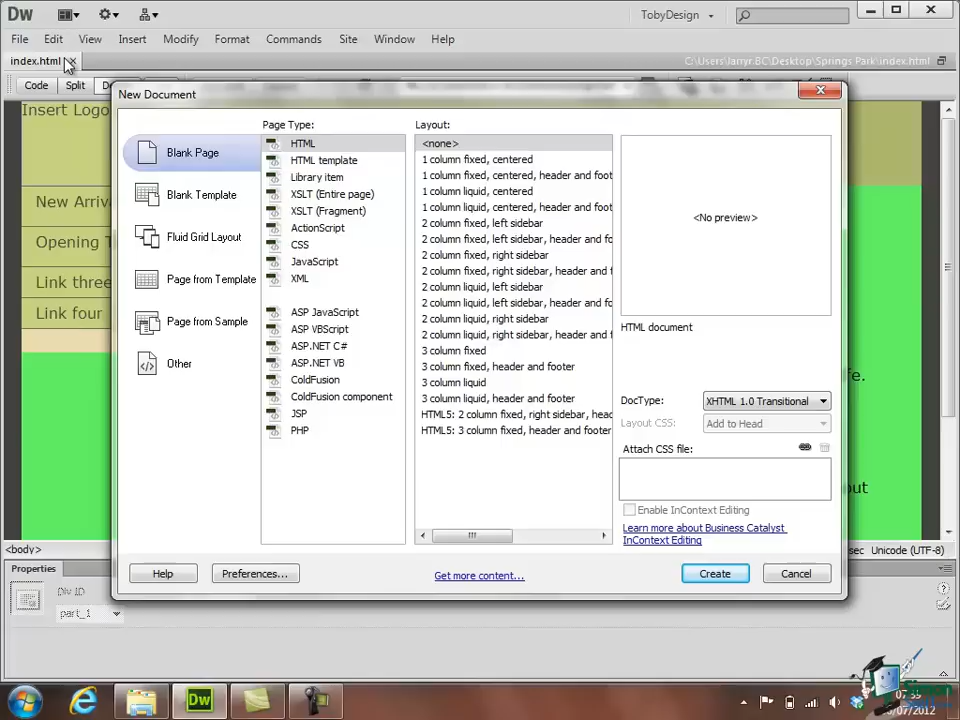 Dw
TobyDesign
File Edit View Insert Modify Format Commands Site Window Help
index.html
C:\Users\Jarryr.BC\Desktop\Springs Park\index.html
Code Split
New Document
Insert Logo
New Arriv
Opening T
Link three
Link four
Blank Page
Blank Template
Fluid Grid Layout
Page from Template
Page from Sample
Other
Page Type:
HTML
HTML template
Library item
XSLT (Entire page)
XSLT (Fragment)
ActionScript
CSS
JavaScript
XML
ASP JavaScript
ASP VBScript
ASP.NET C#
ASP.NET VB
ColdFusion
ColdFusion component
JSP
PHP
Layout:
<none>
1 column fixed, centered
1 column fixed, centered, header and foot
1 column liquid, centered
1 column liquid, centered, header and foot
2 column fixed, left sidebar
2 column fixed, left sidebar, header and fo
2 column fixed, right sidebar
2 column fixed, right sidebar, header and f
2 column liquid, left sidebar
2 column liquid, left sidebar, header and fo
2 column liquid, right sidebar
2 column liquid, right sidebar, header and f
3 column fixed
3 column fixed, header and footer
3 column liquid
3 column liquid, header and footer
HTML5: 2 column fixed, right sidebar, head
HTML5: 3 column fixed, header and footer
<No preview>
HTML document
DocType: XHTML 1.0 Transitional
Layout CSS: Add to Head
Attach CSS file:
Enable InContext Editing
Learn more about Business Catalyst
InContext Editing
fe.
out
Help Preferences... Get more content... Create Cancel
<body>
sec Unicode (UTF-8)
Properties
Div ID
part_1
Dw